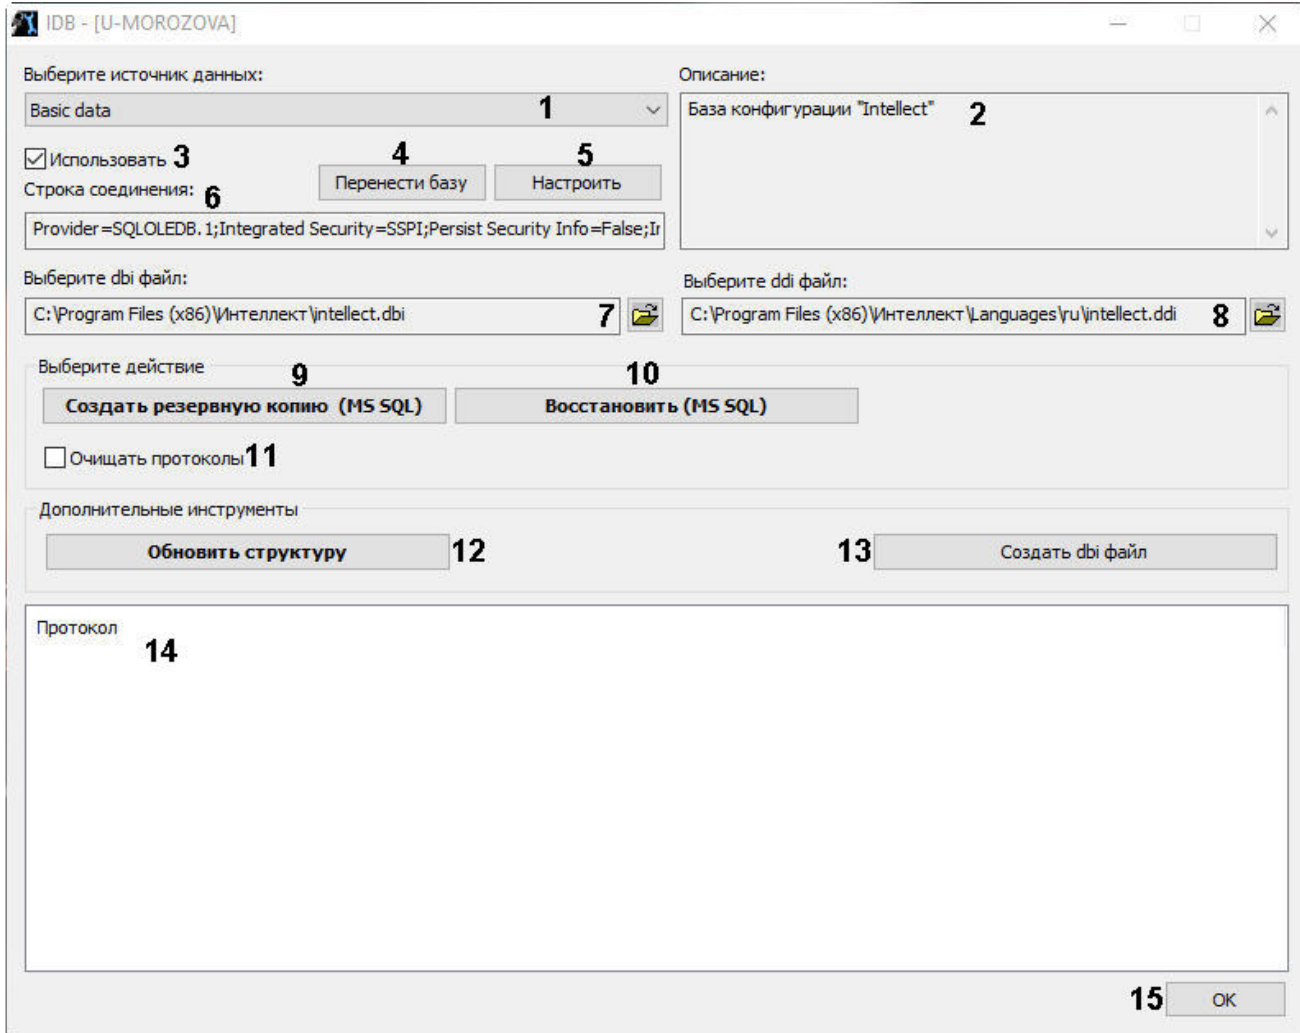 IDB - [U-MOROZOVA]
Выберите источник данных:
Basic data 1
Описание:
База конфигурации "Intellect" 2
Использовать 3
4
Перенести базу
5
Настроить
Строка соединения: 6
Provider=SQLOLEDB.1;Integrated Security=SSPI;Persist Security Info=False;Ir
Выберите dbi файл:
C:\Program Files (x86)\Интеллект\intellect.dbi 7
Выберите ddi файл:
C:\Program Files (x86)\Интеллект\Languages\ru\intellect.ddi 8
Выберите действие
9
Создать резервную копию (MS SQL)
10
Восстановить (MS SQL)
Очищать протоколы 11
Дополнительные инструменты
Обновить структуру 12
13 Создать dbi файл
Протокол
14
15 OK